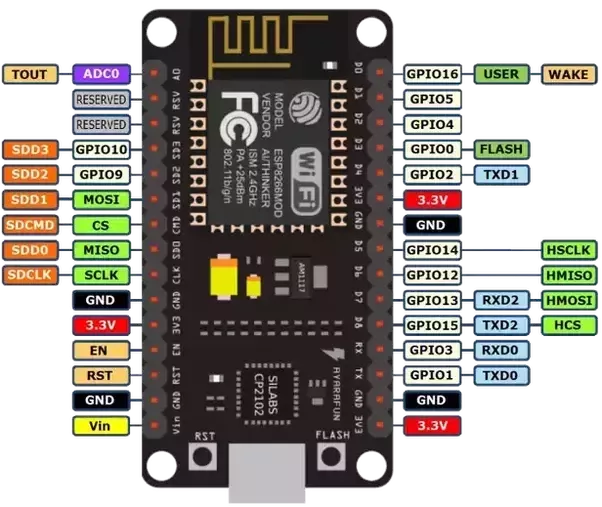 TOUT ADC0 A0 D0 GPIO16 USER WAKE
RESERVED RSV D1 GPIO5
RESERVED RSV D2 GPIO4
SDD3 GPIO10 SD3 D3 GPIO0 FLASH
SDD2 GPIO9 SD2 D4 GPIO2 TXD1
SDD1 MOSI SD1 3V3 3.3V
SDCMD CS CMD GND GND
SDD0 MISO SD0 D5 GPIO14 HSCLK
SDCLK SCLK CLK D6 GPIO12 HMISO
GND GND D7 GPIO13 RXD2 HMOSI
3.3V 3V3 D8 GPIO15 TXD2 HCS
EN EN RX GPIO3 RXD0
RST RST TX GPIO1 TXD0
GND GND GND GND
Vin Vin 3V3 3.3V
MODEL ESP8266MOD
VENDOR AITHINKER
ISM 2.4GHz
PA +25dBm
802.11b/g/n
FC
Wi Fi
AM1117
SILABS
CP2102
AYARAFUN
RST
FLASH